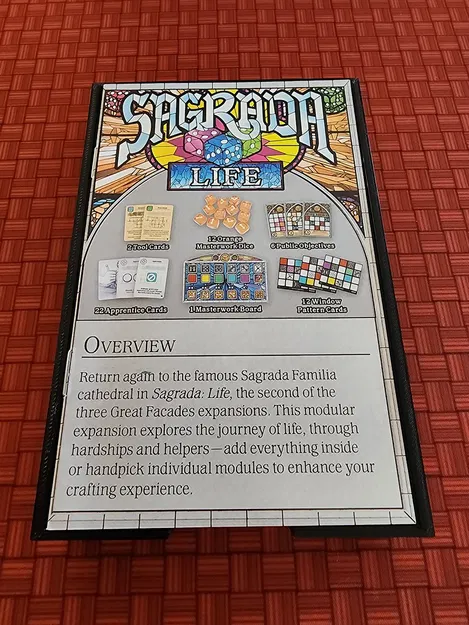 SAGRADA
LIFE
2 Tool Cards
12 Orange
Masterwork Dice
6 Public Objectives
22 Apprentice Cards
1 Masterwork Board
12 Window
Pattern Cards
OVERVIEW
Return again to the famous Sagrada Familia
cathedral in Sagrada: Life, the second of the
three Great Facades expansions. This modular
expansion explores the journey of life, through
hardships and helpers—add everything inside
or handpick individual modules to enhance your
crafting experience.